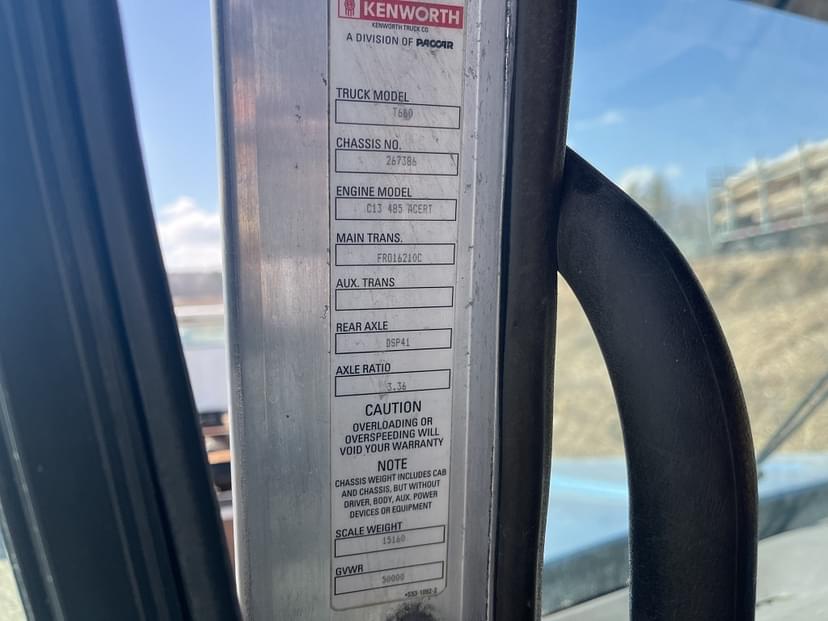 KENWORTH
KENWORTH TRUCK CO.
A DIVISION OF PACCAR
TRUCK MODEL
T660
CHASSIS NO.
267386
ENGINE MODEL
C13 485 ACERT
MAIN TRANS.
FRO16210C
AUX. TRANS
REAR AXLE
DSP41
AXLE RATIO
3.36
CAUTION
OVERLOADING OR
OVERSPEEDING WILL
VOID YOUR WARRANTY
NOTE
CHASSIS WEIGHT INCLUDES CAB
AND CHASSIS, BUT WITHOUT
DRIVER, BODY, AUX. POWER
DEVICES OR EQUIPMENT
SCALE WEIGHT
15160
GVWR
50000